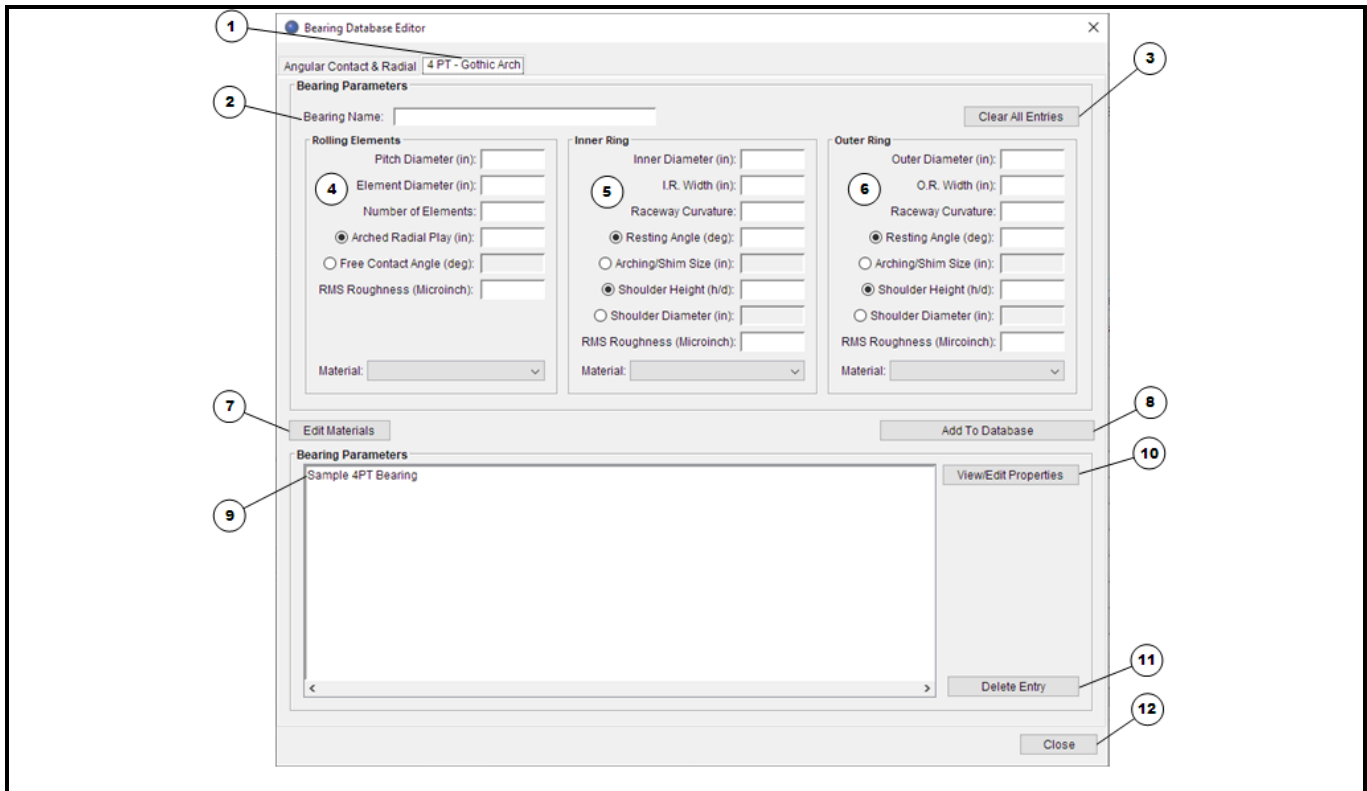 1
Bearing Database Editor
Angular Contact & Radial 4 PT - Gothic Arch
3
Bearing Parameters
2
Bearing Name:
Clear All Entries
Rolling Elements
Pitch Diameter (in):
4
Element Diameter (in):
Number of Elements:
Arched Radial Play (in):
Free Contact Angle (deg):
RMS Roughness (Microinch):
Material:
Inner Ring
Inner Diameter (in):
5
I.R. Width (in):
Raceway Curvature:
Resting Angle (deg):
Arching/Shim Size (in):
Shoulder Height (h/d):
Shoulder Diameter (in):
RMS Roughness (Microinch):
Material:
Outer Ring
Outer Diameter (in):
6
O.R. Width (in):
Raceway Curvature:
Resting Angle (deg):
Arching/Shim Size (in):
Shoulder Height (h/d):
Shoulder Diameter (in):
RMS Roughness (Mircoinch):
Material:
7
8
Edit Materials
Add To Database
Bearing Parameters
10
Sample 4PT Bearing
View/Edit Properties
9
11
Delete Entry
12
Close